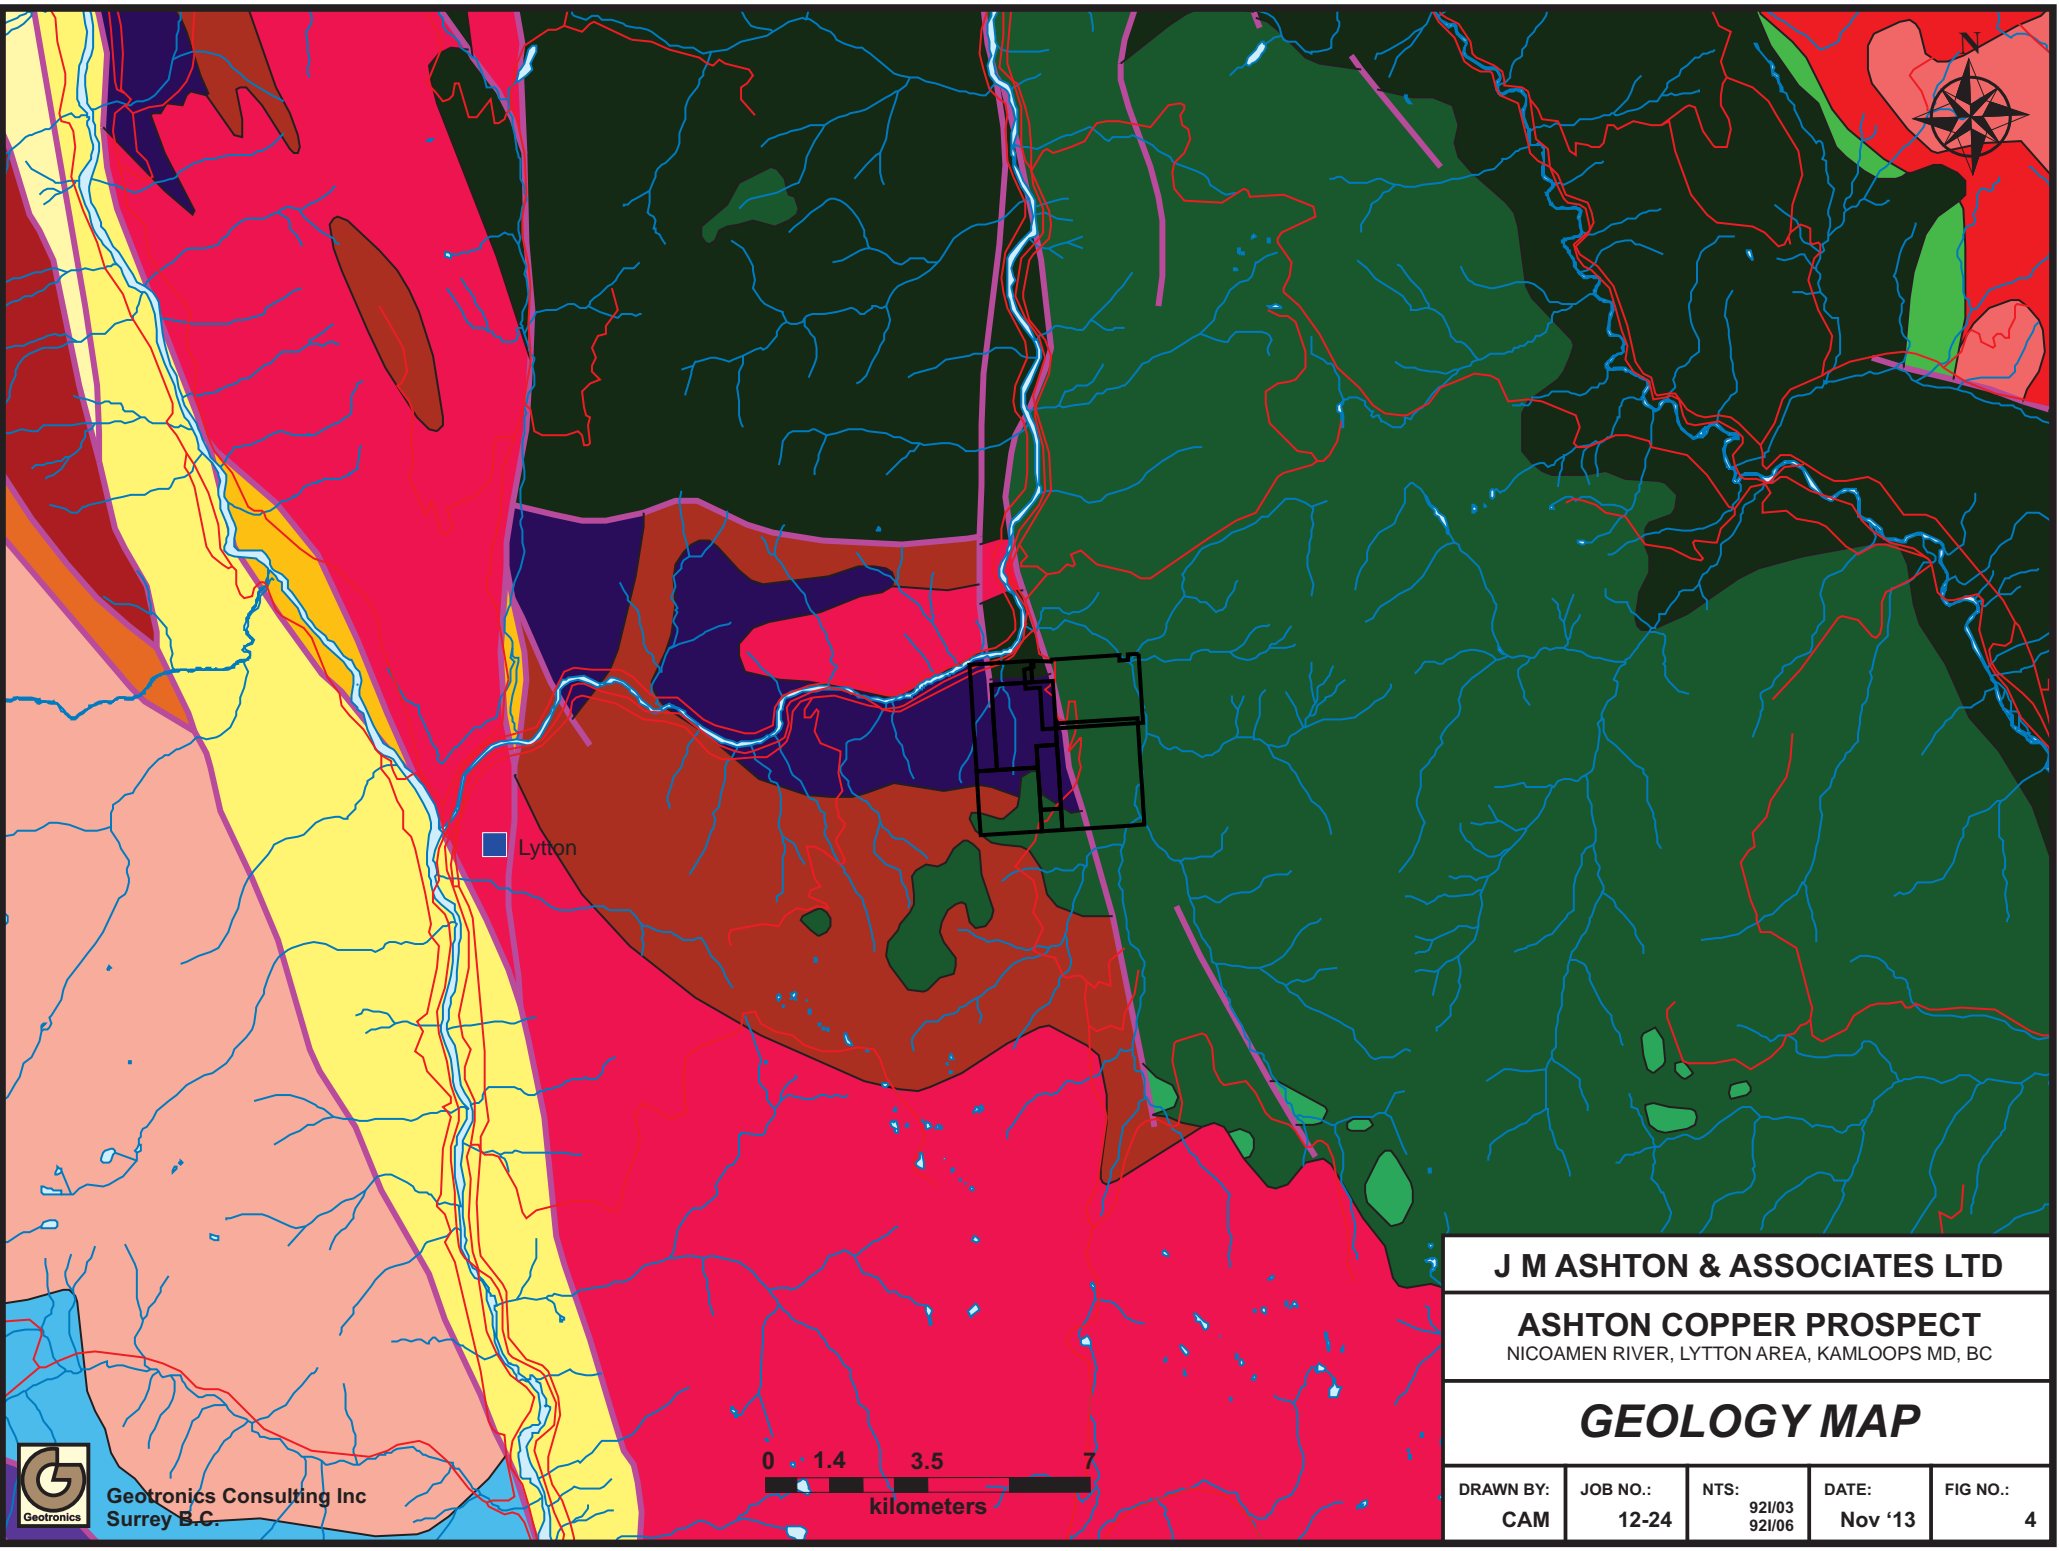 N
Lytton
0 1.4 3.5 7
kilometers
Geotronics
Geotronics Consulting Inc
Surrey B.C.
J M ASHTON & ASSOCIATES LTD
ASHTON COPPER PROSPECT
NICOAMEN RIVER, LYTTON AREA, KAMLOOPS MD, BC
GEOLOGY MAP
DRAWN BY:
CAM
JOB NO.:
12-24
NTS:
92I/03
92I/06
DATE:
Nov ‘13
FIG NO.:
4